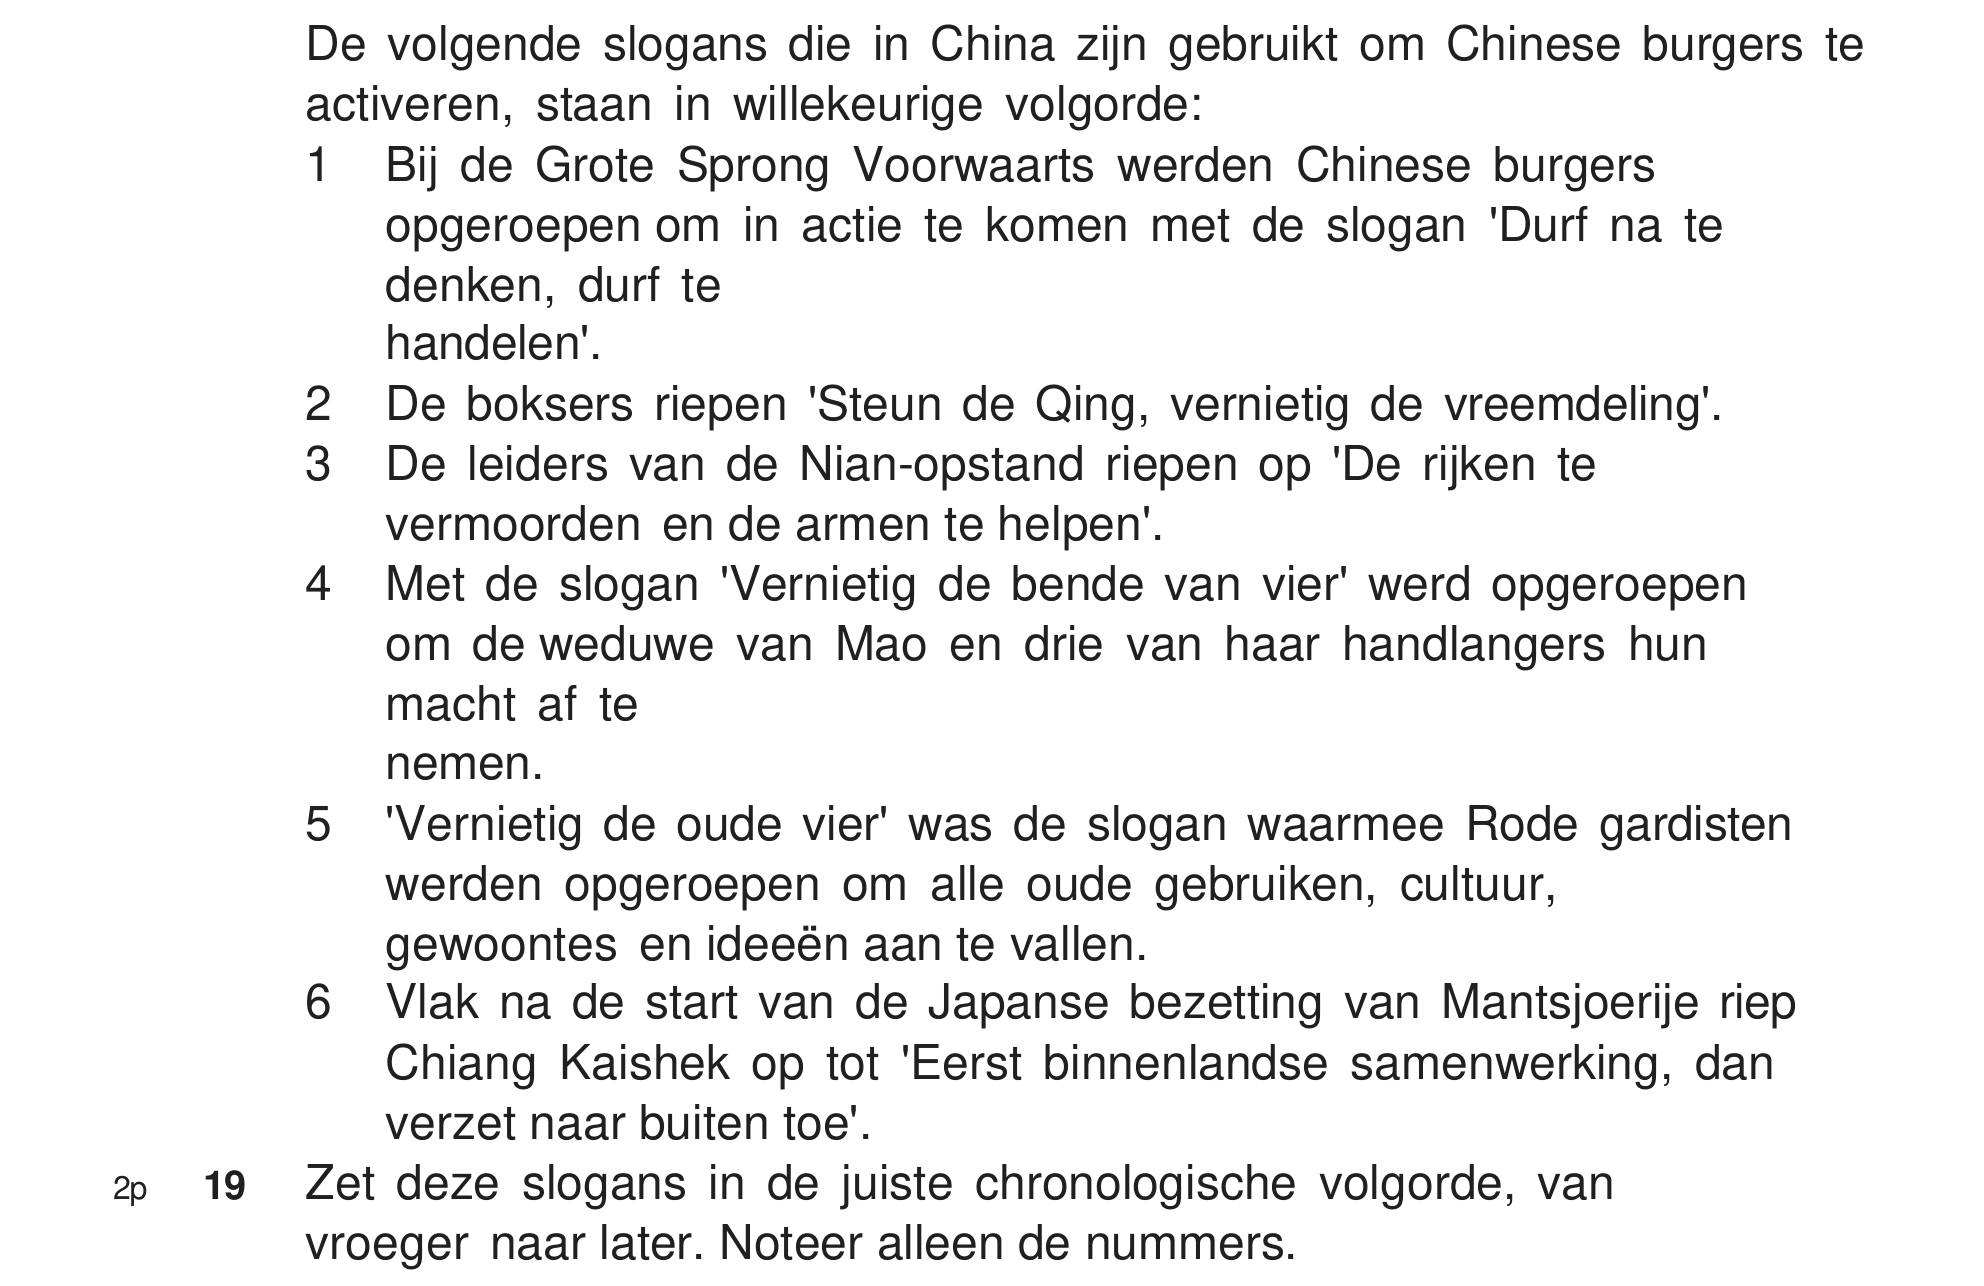 De volgende slogans die in China zijn gebruikt om Chinese burgers te
activeren, staan in willekeurige volgorde:
1 Bij de Grote Sprong Voorwaarts werden Chinese burgers
opgeroepen om in actie te komen met de slogan 'Durf na te
denken, durf te
handelen'.
2 De boksers riepen 'Steun de Qing, vernietig de vreemdeling'.
3 De leiders van de Nian-opstand riepen op 'De rijken te
vermoorden en de armen te helpen'.
4 Met de slogan 'Vernietig de bende van vier' werd opgeroepen
om de weduwe van Mao en drie van haar handlangers hun
macht af te
nemen.
5 'Vernietig de oude vier' was de slogan waarmee Rode gardisten
werden opgeroepen om alle oude gebruiken, cultuur,
gewoontes en ideeën aan te vallen.
6 Vlak na de start van de Japanse bezetting van Mantsjoerije riep
Chiang Kaishek op tot 'Eerst binnenlandse samenwerking, dan
verzet naar buiten toe'.
2p 19 Zet deze slogans in de juiste chronologische volgorde, van
vroeger naar later. Noteer alleen de nummers.